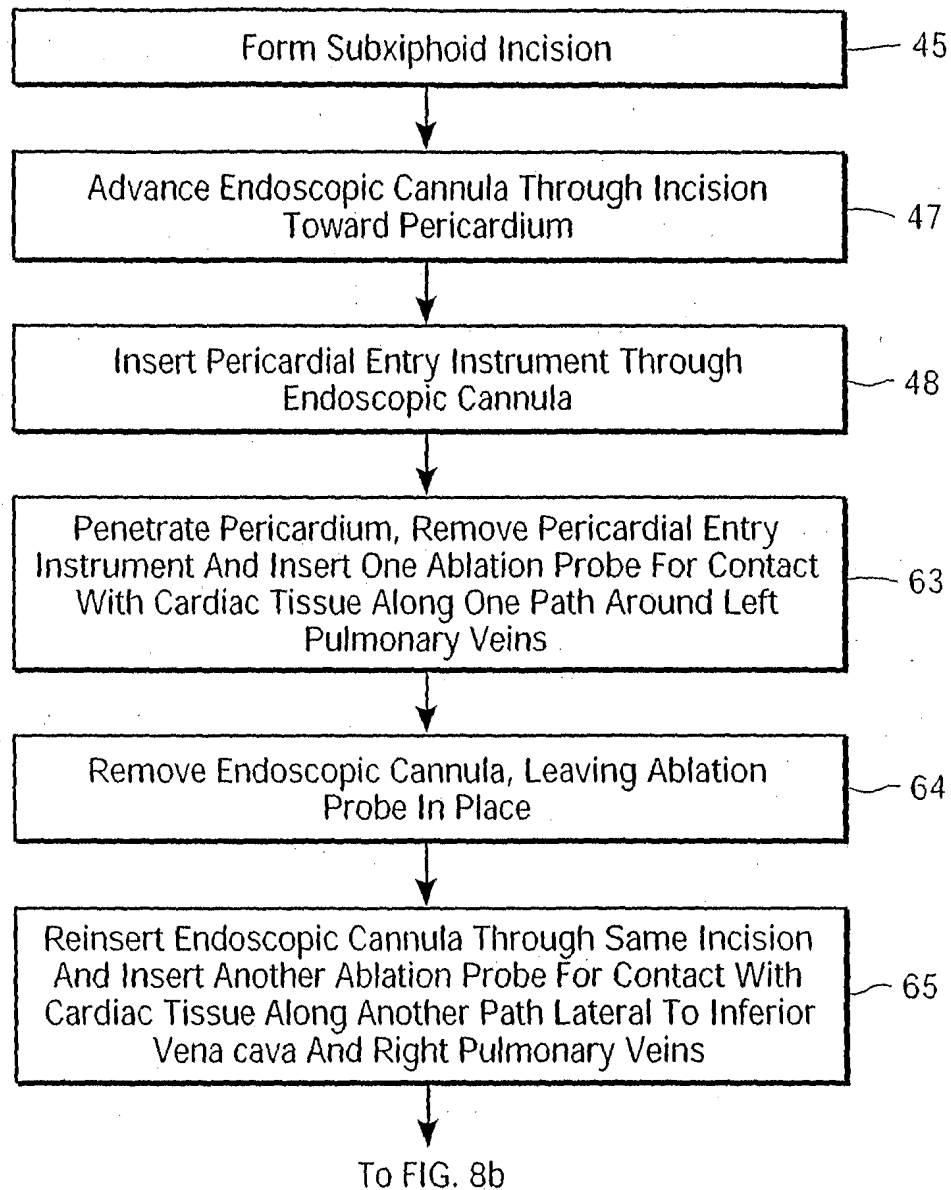 Form Subxiphoid Incision
45
Advance Endoscopic Cannula Through Incision
Toward Pericardium
47
Insert Pericardial Entry Instrument Through
Endoscopic Cannula
48
Penetrate Pericardium, Remove Pericardial Entry
Instrument And Insert One Ablation Probe For Contact
With Cardiac Tissue Along One Path Around Left
Pulmonary Veins
63
Remove Endoscopic Cannula, Leaving Ablation
Probe In Place
64
Reinsert Endoscopic Cannula Through Same Incision
And Insert Another Ablation Probe For Contact With
Cardiac Tissue Along Another Path Lateral To Inferior
Vena cava And Right Pulmonary Veins
65
To FIG. 8b